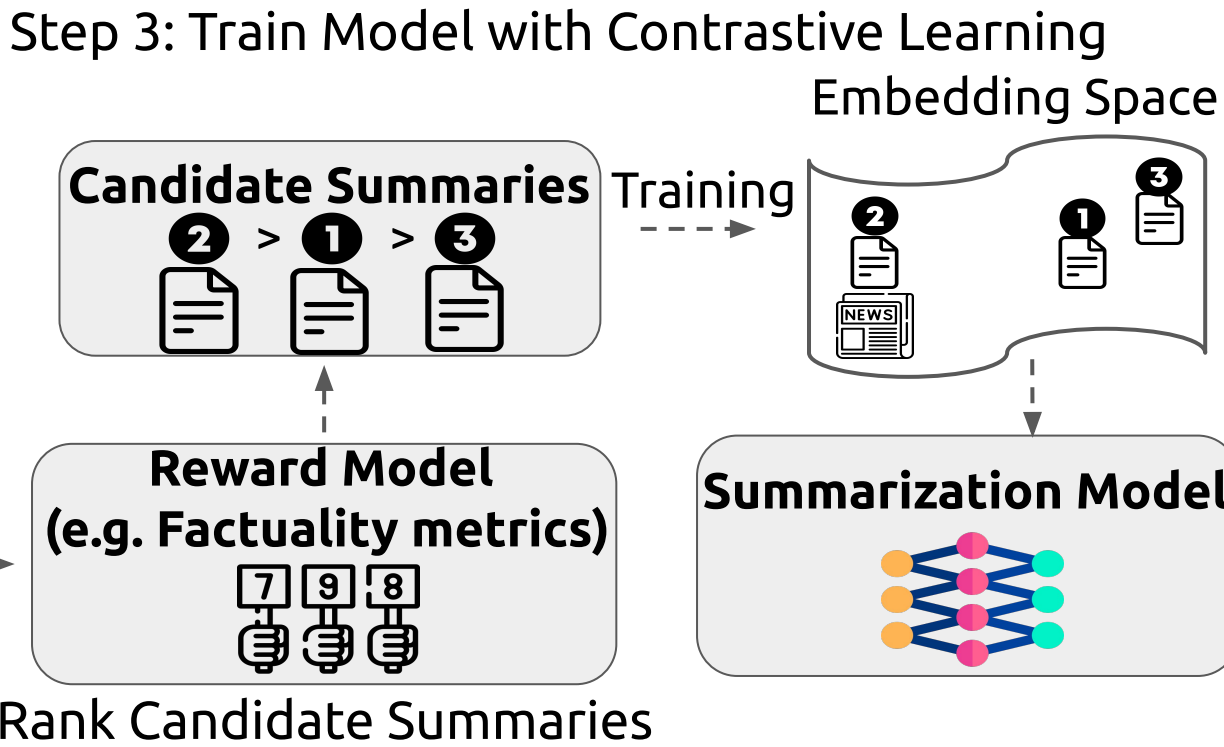 Step 3: Train Model with Contrastive Learning
Embedding Space
Candidate Summaries
2 > 1 > 3
Training
3
2
1
NEWS
Reward Model
(e.g. Factuality metrics)
7 9 8
Summarization Model
Rank Candidate Summaries